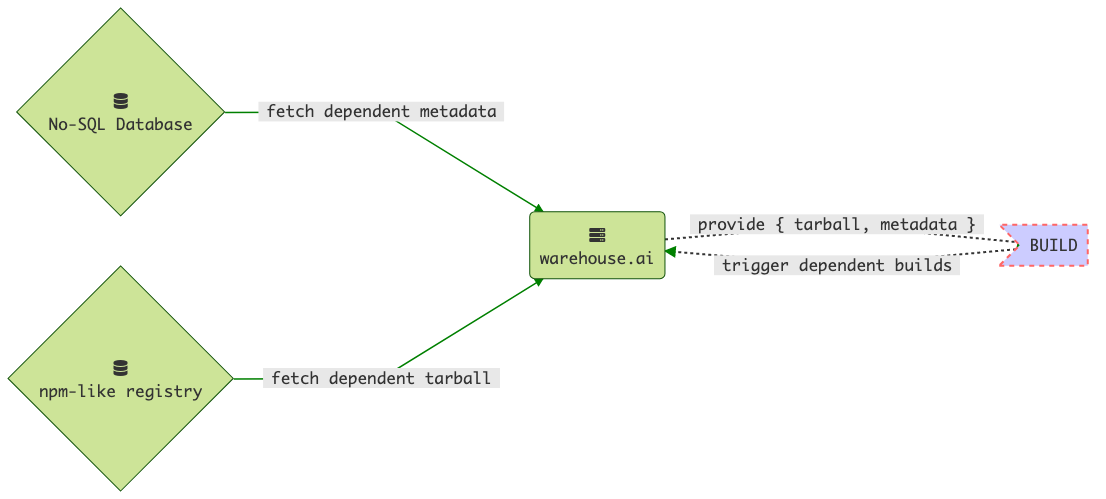 No-SQL Database
fetch dependent metadata
warehouse.ai
provide { tarball, metadata }
BUILD
trigger dependent builds
npm-like registry
fetch dependent tarball